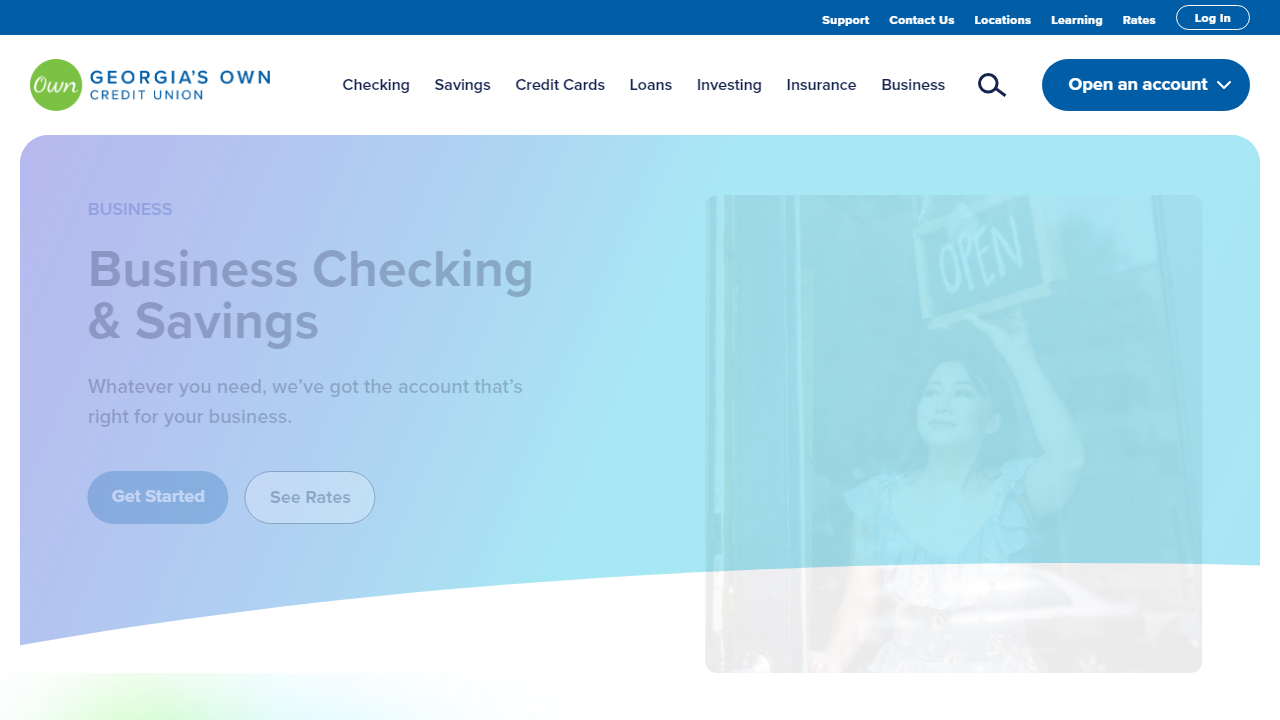 Support Contact Us Locations Learning Rates Log In
Own GEORGIA'S OWN
CREDIT UNION
Checking Savings Credit Cards Loans Investing Insurance Business
Open an account
BUSINESS
Business Checking
& Savings
Whatever you need, we’ve got the account that’s
right for your business.
Get Started See Rates
OPEN